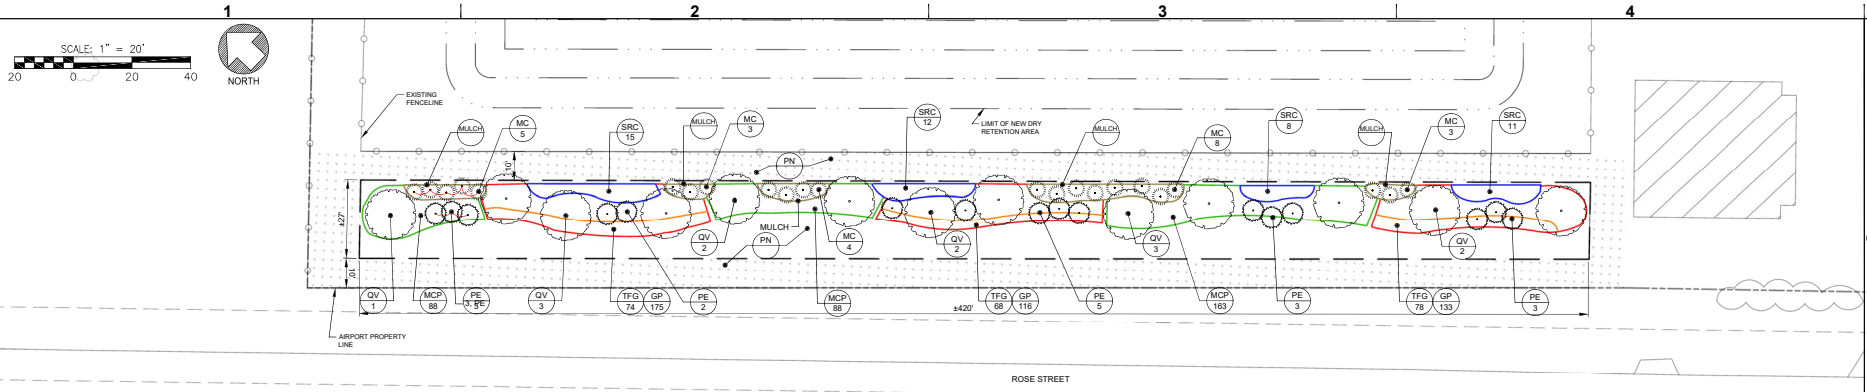 1
2
3
4
SCALE: 1" = 20'
20
0
20
40
NORTH
EXISTING
FENCELINE
MULCH
MC
5
SRC
15
MULCH
MC
3
PN
SRC
12
LIMIT OF NEW DRY
RETENTION AREA
MULCH
MC
8
SRC
8
MULCH
MC
3
SRC
11
10'
±27'
10'
QV
2
MULCH
PN
MC
4
QV
2
QV
3
QV
2
QV
1
MCP
88
PE
QV
3
TFG
74
GP
175
PE
2
MCP
88
TFG
68
GP
116
PE
5
MCP
163
PE
3
TFG
78
GP
133
PE
3
±420'
AIRPORT PROPERTY
LINE
ROSE STREET